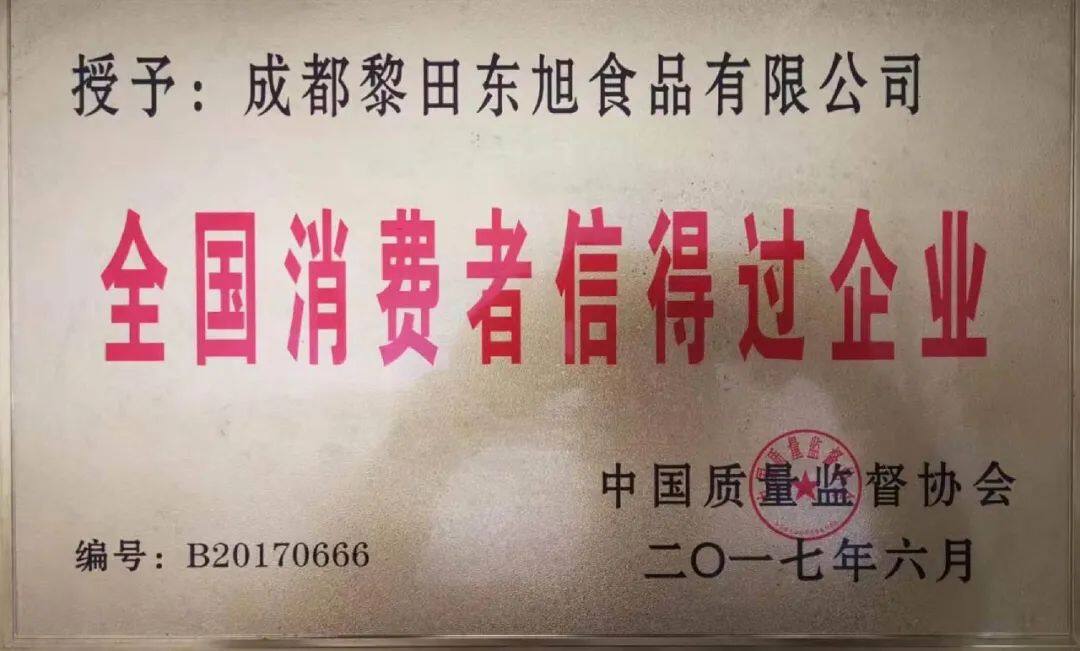 授予：成都黎田东旭食品有限公司
全国消费者信得过企业
中国质量监督协会
编号：B20170666
二〇一七年六月